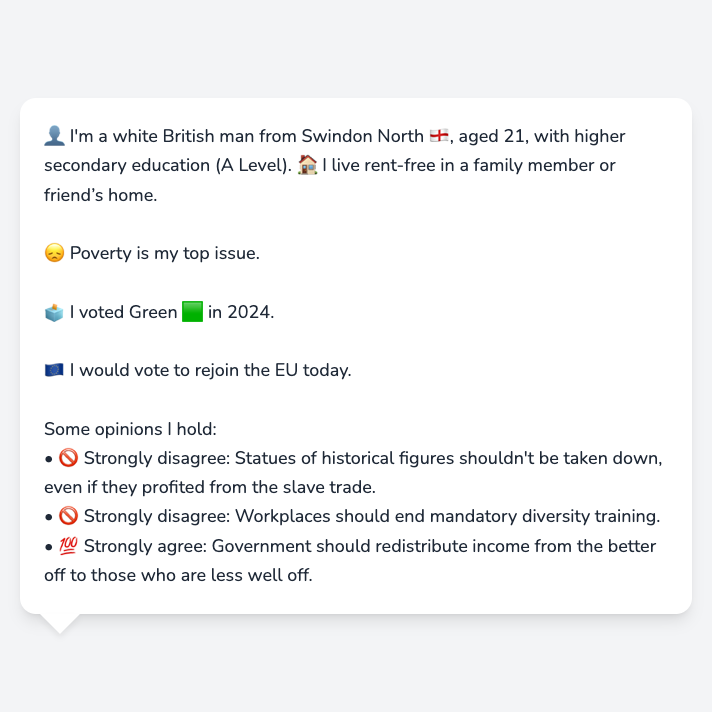 👤 I'm a white British man from Swindon North 🏴󠁧󠁢󠁥󠁮󠁧󠁿, aged 21, with higher
secondary education (A Level). 🏠 I live rent-free in a family member or
friend’s home.
😞 Poverty is my top issue.
🗳️ I voted Green 🟩 in 2024.
🇪🇺 I would vote to rejoin the EU today.
Some opinions I hold:
• 🚫 Strongly disagree: Statues of historical figures shouldn't be taken down,
even if they profited from the slave trade.
• 🚫 Strongly disagree: Workplaces should end mandatory diversity training.
• 💯 Strongly agree: Government should redistribute income from the better
off to those who are less well off.